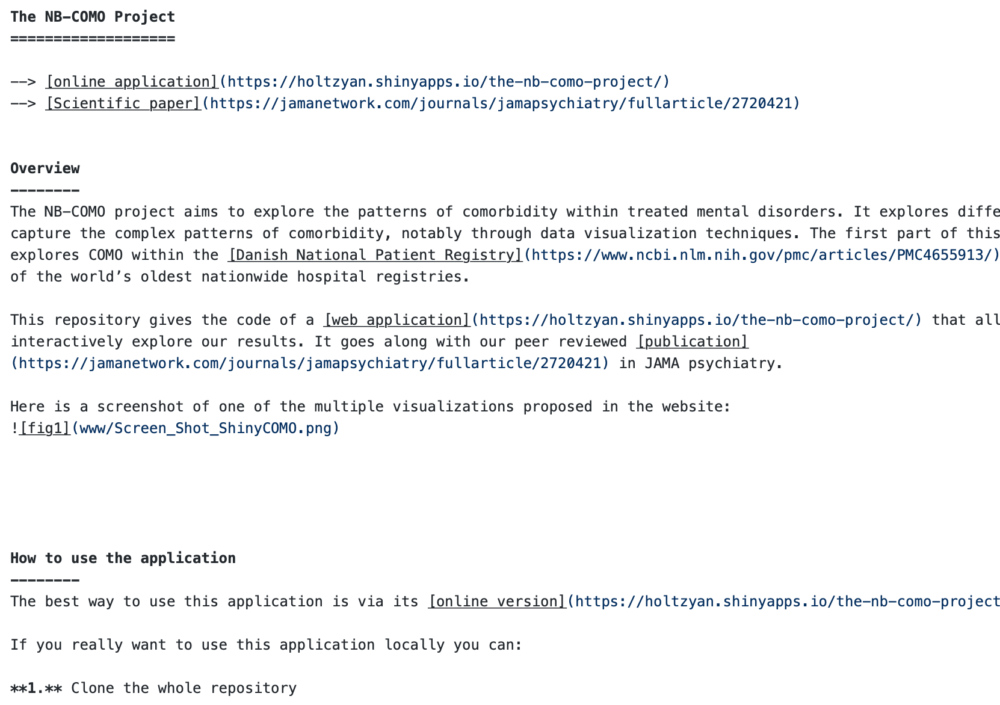 The NB-COMO Project
===================
--> [online application](https://holtzyan.shinyapps.io/the-nb-como-project/)
--> [Scientific paper](https://jamanetwork.com/journals/jamapsychiatry/fullarticle/2720421)
Overview
--------
The NB-COMO project aims to explore the patterns of comorbidity within treated mental disorders. It explores diffe
capture the complex patterns of comorbidity, notably through data visualization techniques. The first part of this
explores COMO within the [Danish National Patient Registry](https://www.ncbi.nlm.nih.gov/pmc/articles/PMC4655913/)
of the world’s oldest nationwide hospital registries.
This repository gives the code of a [web application](https://holtzyan.shinyapps.io/the-nb-como-project/) that all
interactively explore our results. It goes along with our peer reviewed [publication]
(https://jamanetwork.com/journals/jamapsychiatry/fullarticle/2720421) in JAMA psychiatry.
Here is a screenshot of one of the multiple visualizations proposed in the website:
![fig1](www/Screen_Shot_ShinyCOMO.png)
How to use the application
--------
The best way to use this application is via its [online version](https://holtzyan.shinyapps.io/the-nb-como-project
If you really want to use this application locally you can:
**1.** Clone the whole repository